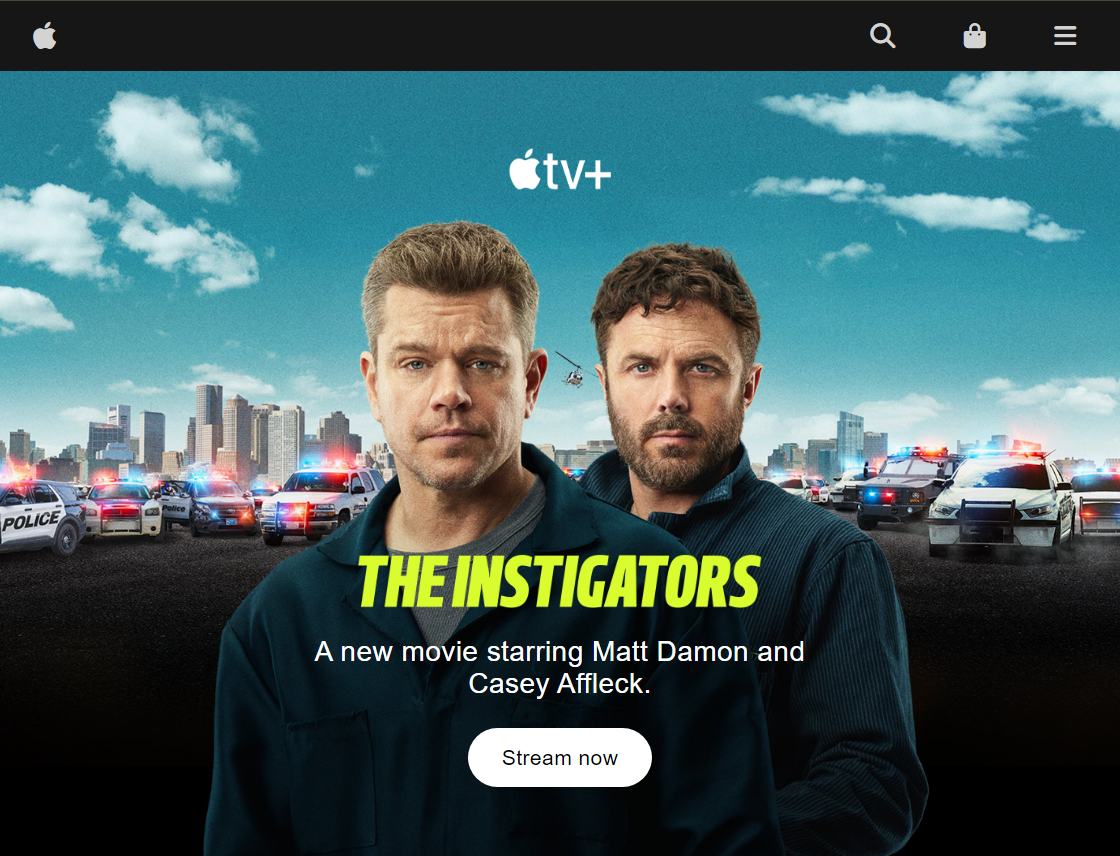 tv+
POLICE
Police
THE INSTIGATORS
A new movie starring Matt Damon and
Casey Affleck.
Stream now